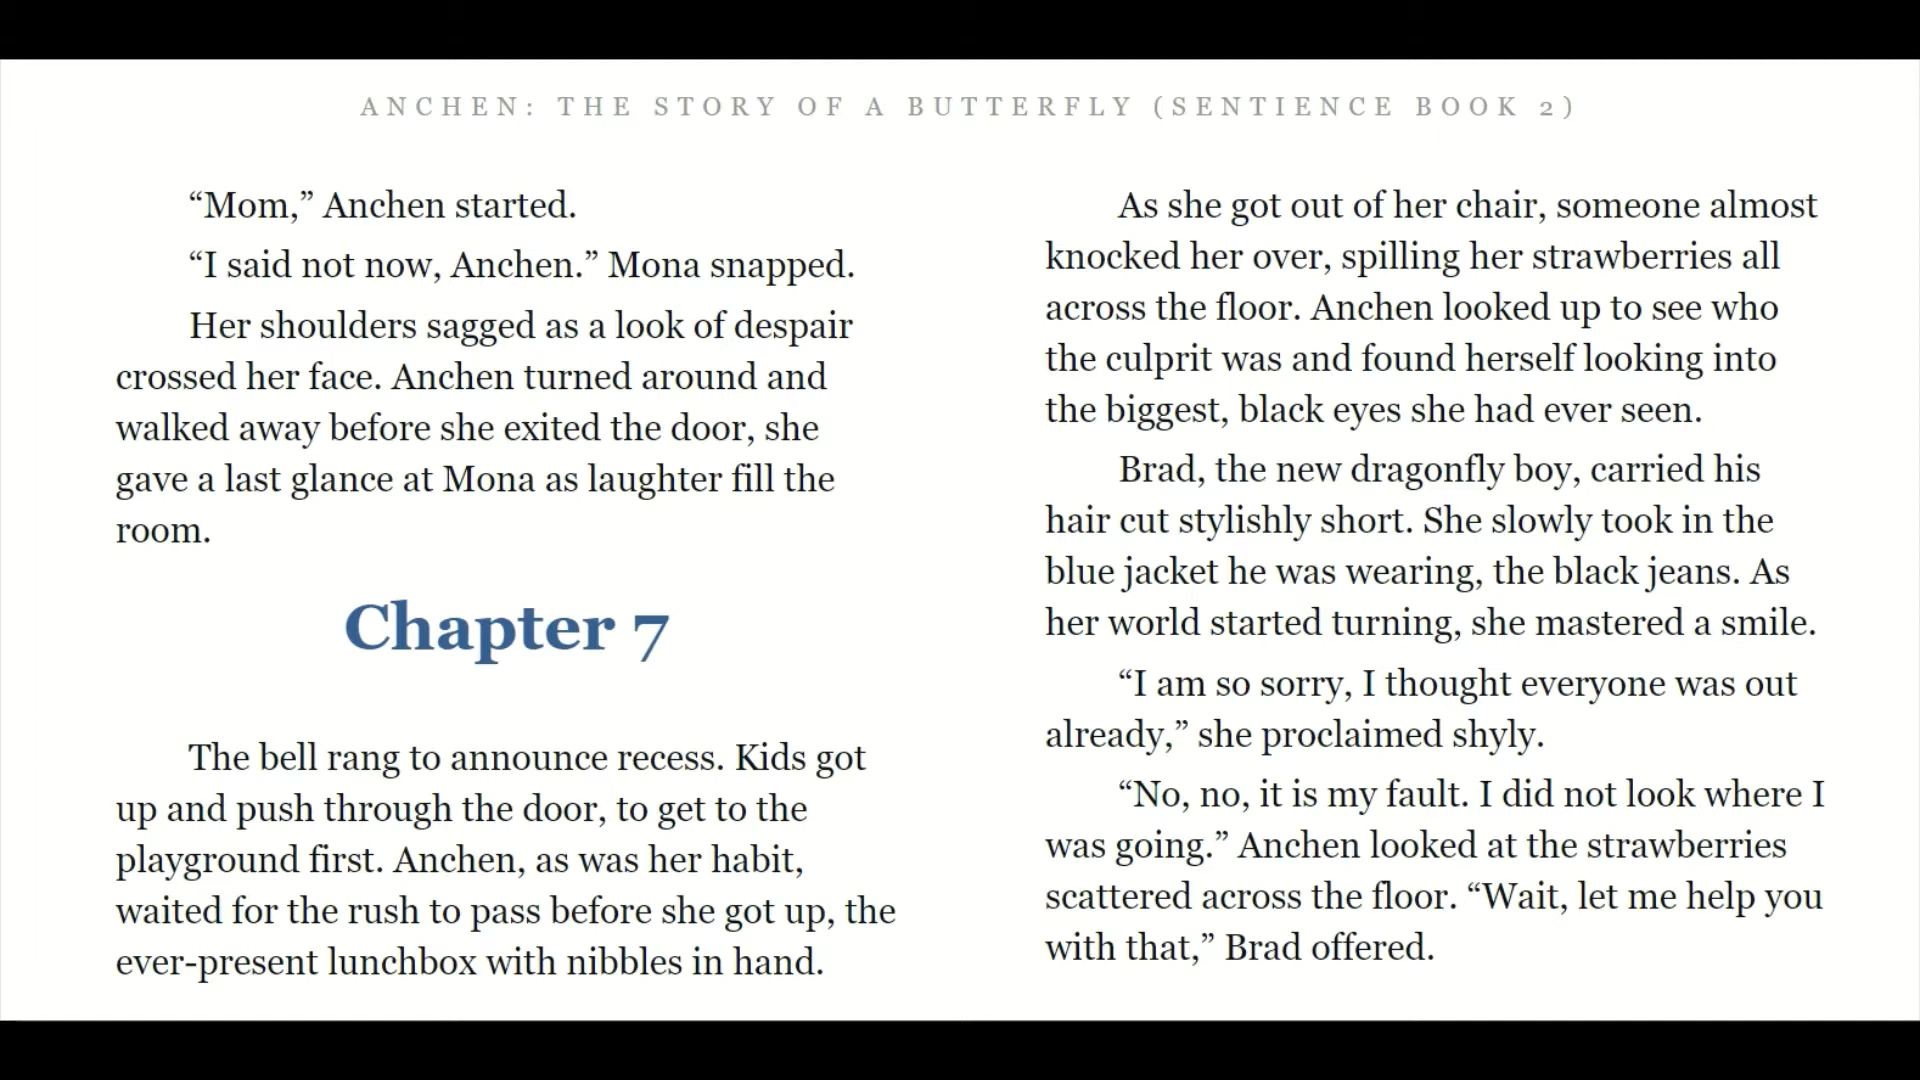 ANCHEN: THE STORY OF A BUTTERFLY (SENTIENCE BOOK 2)
“Mom,” Anchen started.
“I said not now, Anchen.” Mona snapped.
Her shoulders sagged as a look of despair
crossed her face. Anchen turned around and
walked away before she exited the door, she
gave a last glance at Mona as laughter fill the
room.
Chapter 7
The bell rang to announce recess. Kids got
up and push through the door, to get to the
playground first. Anchen, as was her habit,
waited for the rush to pass before she got up, the
ever-present lunchbox with nibbles in hand.
As she got out of her chair, someone almost
knocked her over, spilling her strawberries all
across the floor. Anchen looked up to see who
the culprit was and found herself looking into
the biggest, black eyes she had ever seen.
Brad, the new dragonfly boy, carried his
hair cut stylishly short. She slowly took in the
blue jacket he was wearing, the black jeans. As
her world started turning, she mastered a smile.
“I am so sorry, I thought everyone was out
already,” she proclaimed shyly.
“No, no, it is my fault. I did not look where I
was going.” Anchen looked at the strawberries
scattered across the floor. “Wait, let me help you
with that,” Brad offered.